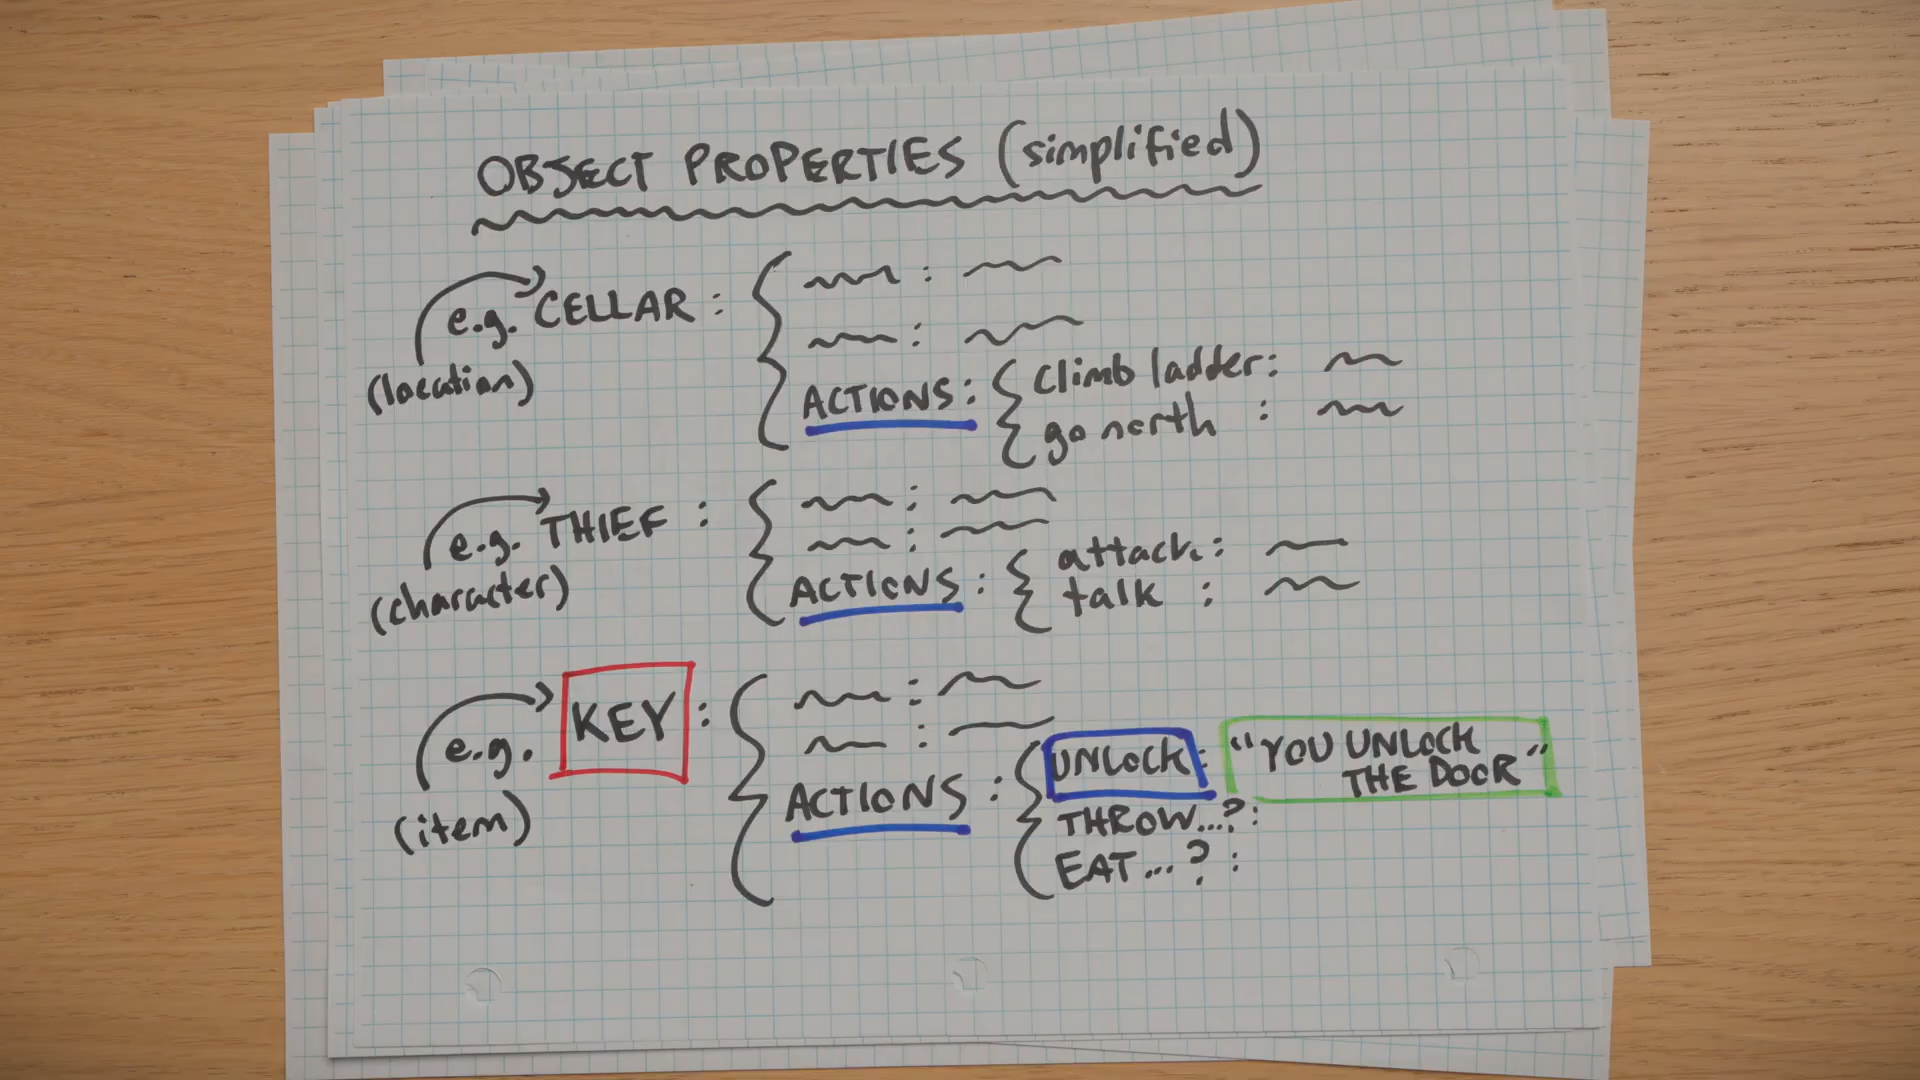 OBJECT PROPERTIES (simplified)
e.g. CELLAR :
(location)
ACTIONS :
climb ladder:
go north :
e.g. THIEF :
(character)
ACTIONS :
attack :
talk :
e.g. KEY :
(item)
ACTIONS :
UNLOCK : "YOU UNLOCK
THE DOOR"
THROW...? :
EAT...? :